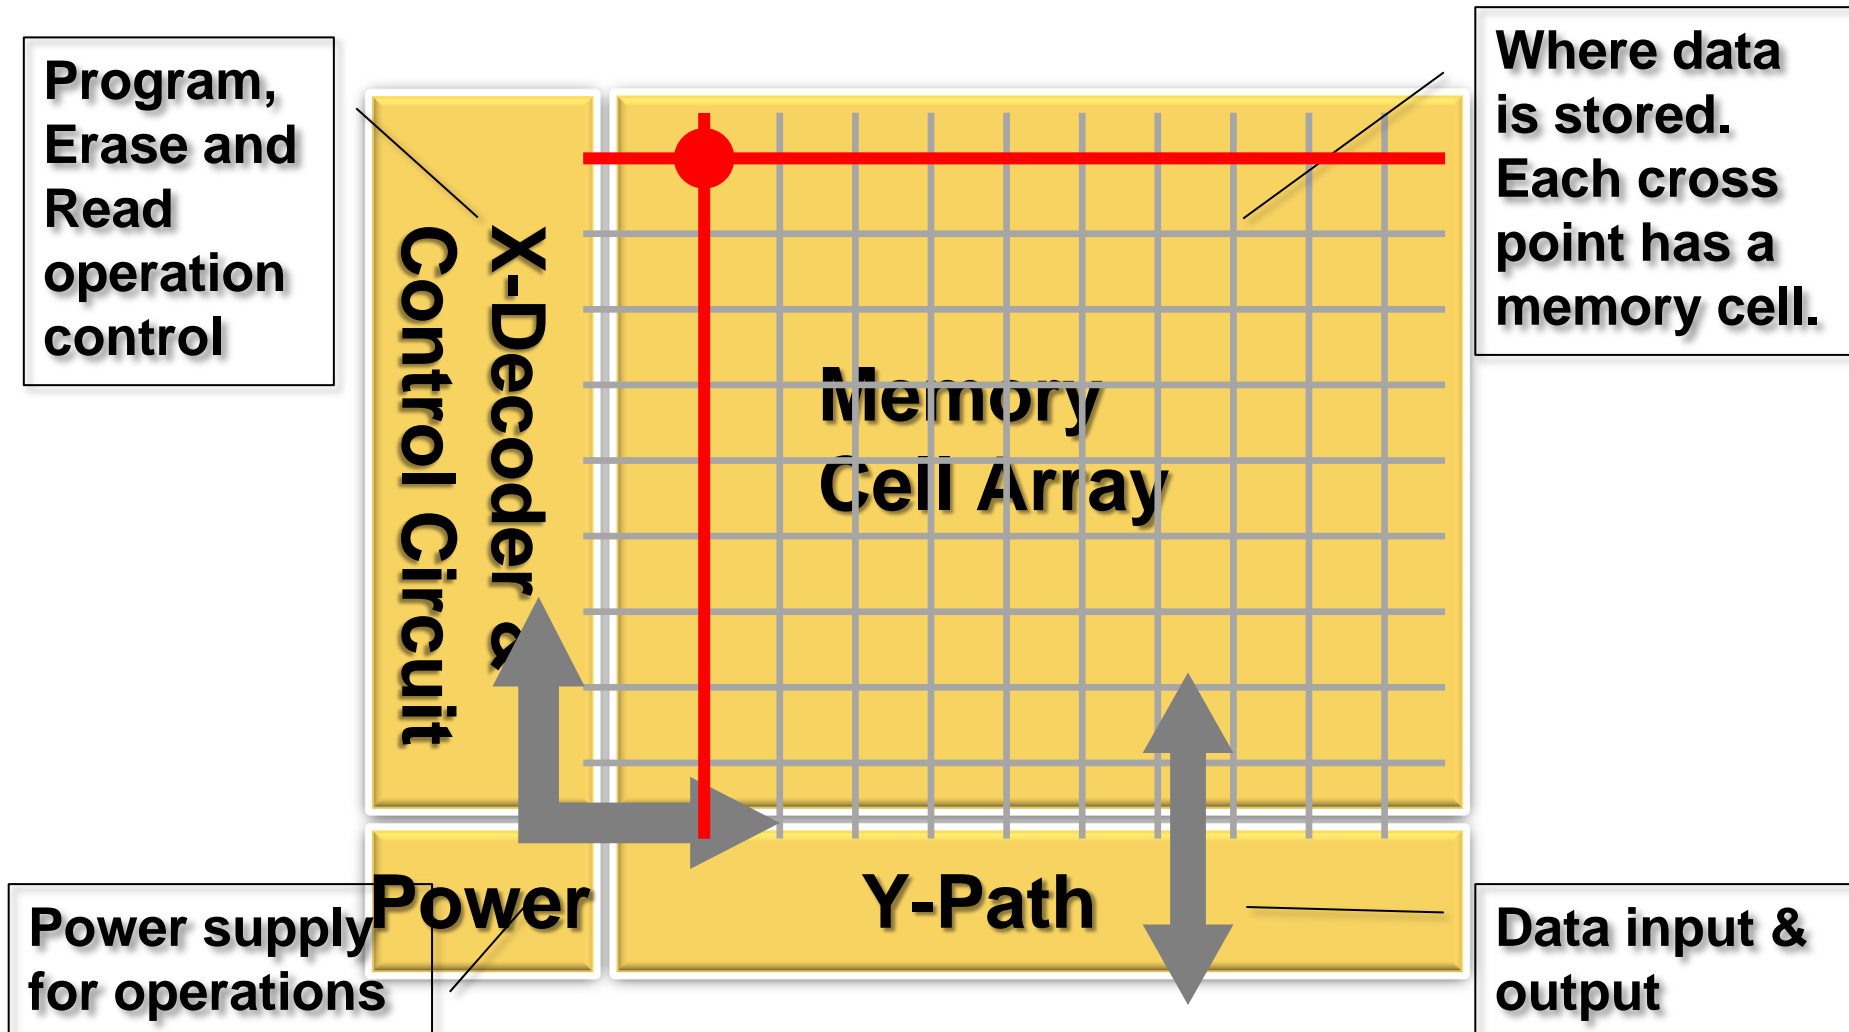 Program,
Erase and
Read
operation
control
X-Decoder &
Control Circuit
Where data
is stored.
Each cross
point has a
memory cell.
Memory
Cell Array
Power supply
for operations
Power
Y-Path
Data input &
output